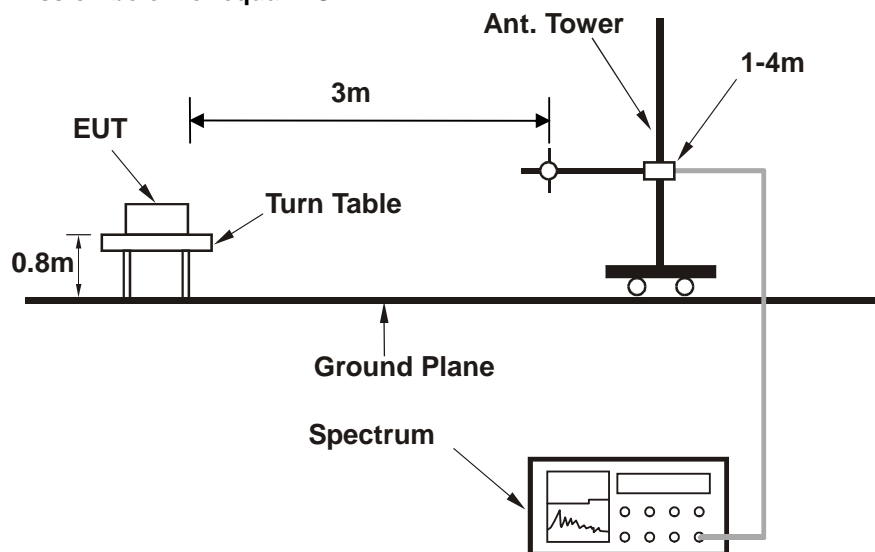 Ant. Tower
1-4m
3m
EUT
Turn Table
0.8m
Ground Plane
Spectrum